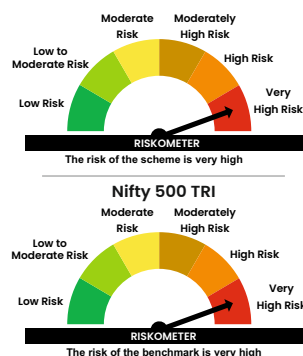 Moderate Risk
Moderately High Risk
Low to Moderate Risk
High Risk
Low Risk
Very High Risk
RISKOMETER
The risk of the scheme is very high
Nifty 500 TRI
Moderate Risk
Moderately High Risk
Low to Moderate Risk
High Risk
Low Risk
Very High Risk
RISKOMETER
The risk of the benchmark is very high